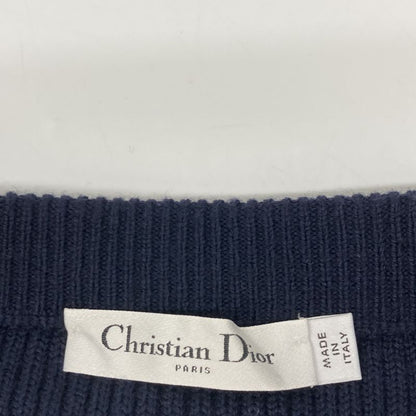 Christian Dior
PARIS
MADE
IN
ITALY